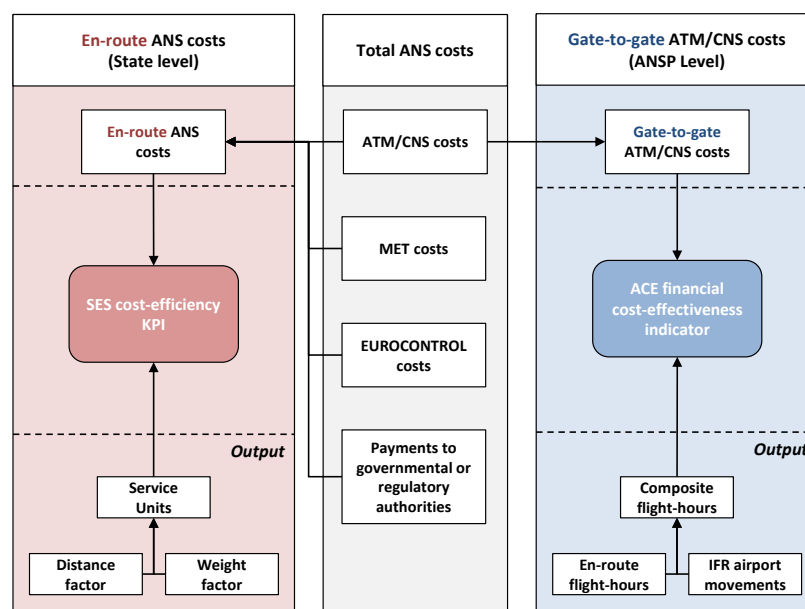 En-route ANS costs
(State level)
Total ANS costs
Gate-to-gate ATM/CNS costs
(ANSP Level)
En-route ANS
costs
ATM/CNS costs
Gate-to-gate
ATM/CNS costs
MET costs
SES cost-efficiency
KPI
ACE financial
cost-effectiveness
indicator
EUROCONTROL
costs
Output
Payments to
governmental or
regulatory
authorities
Output
Service
Units
Composite
flight-hours
Distance
factor
Weight
factor
En-route
flight-hours
IFR airport
movements